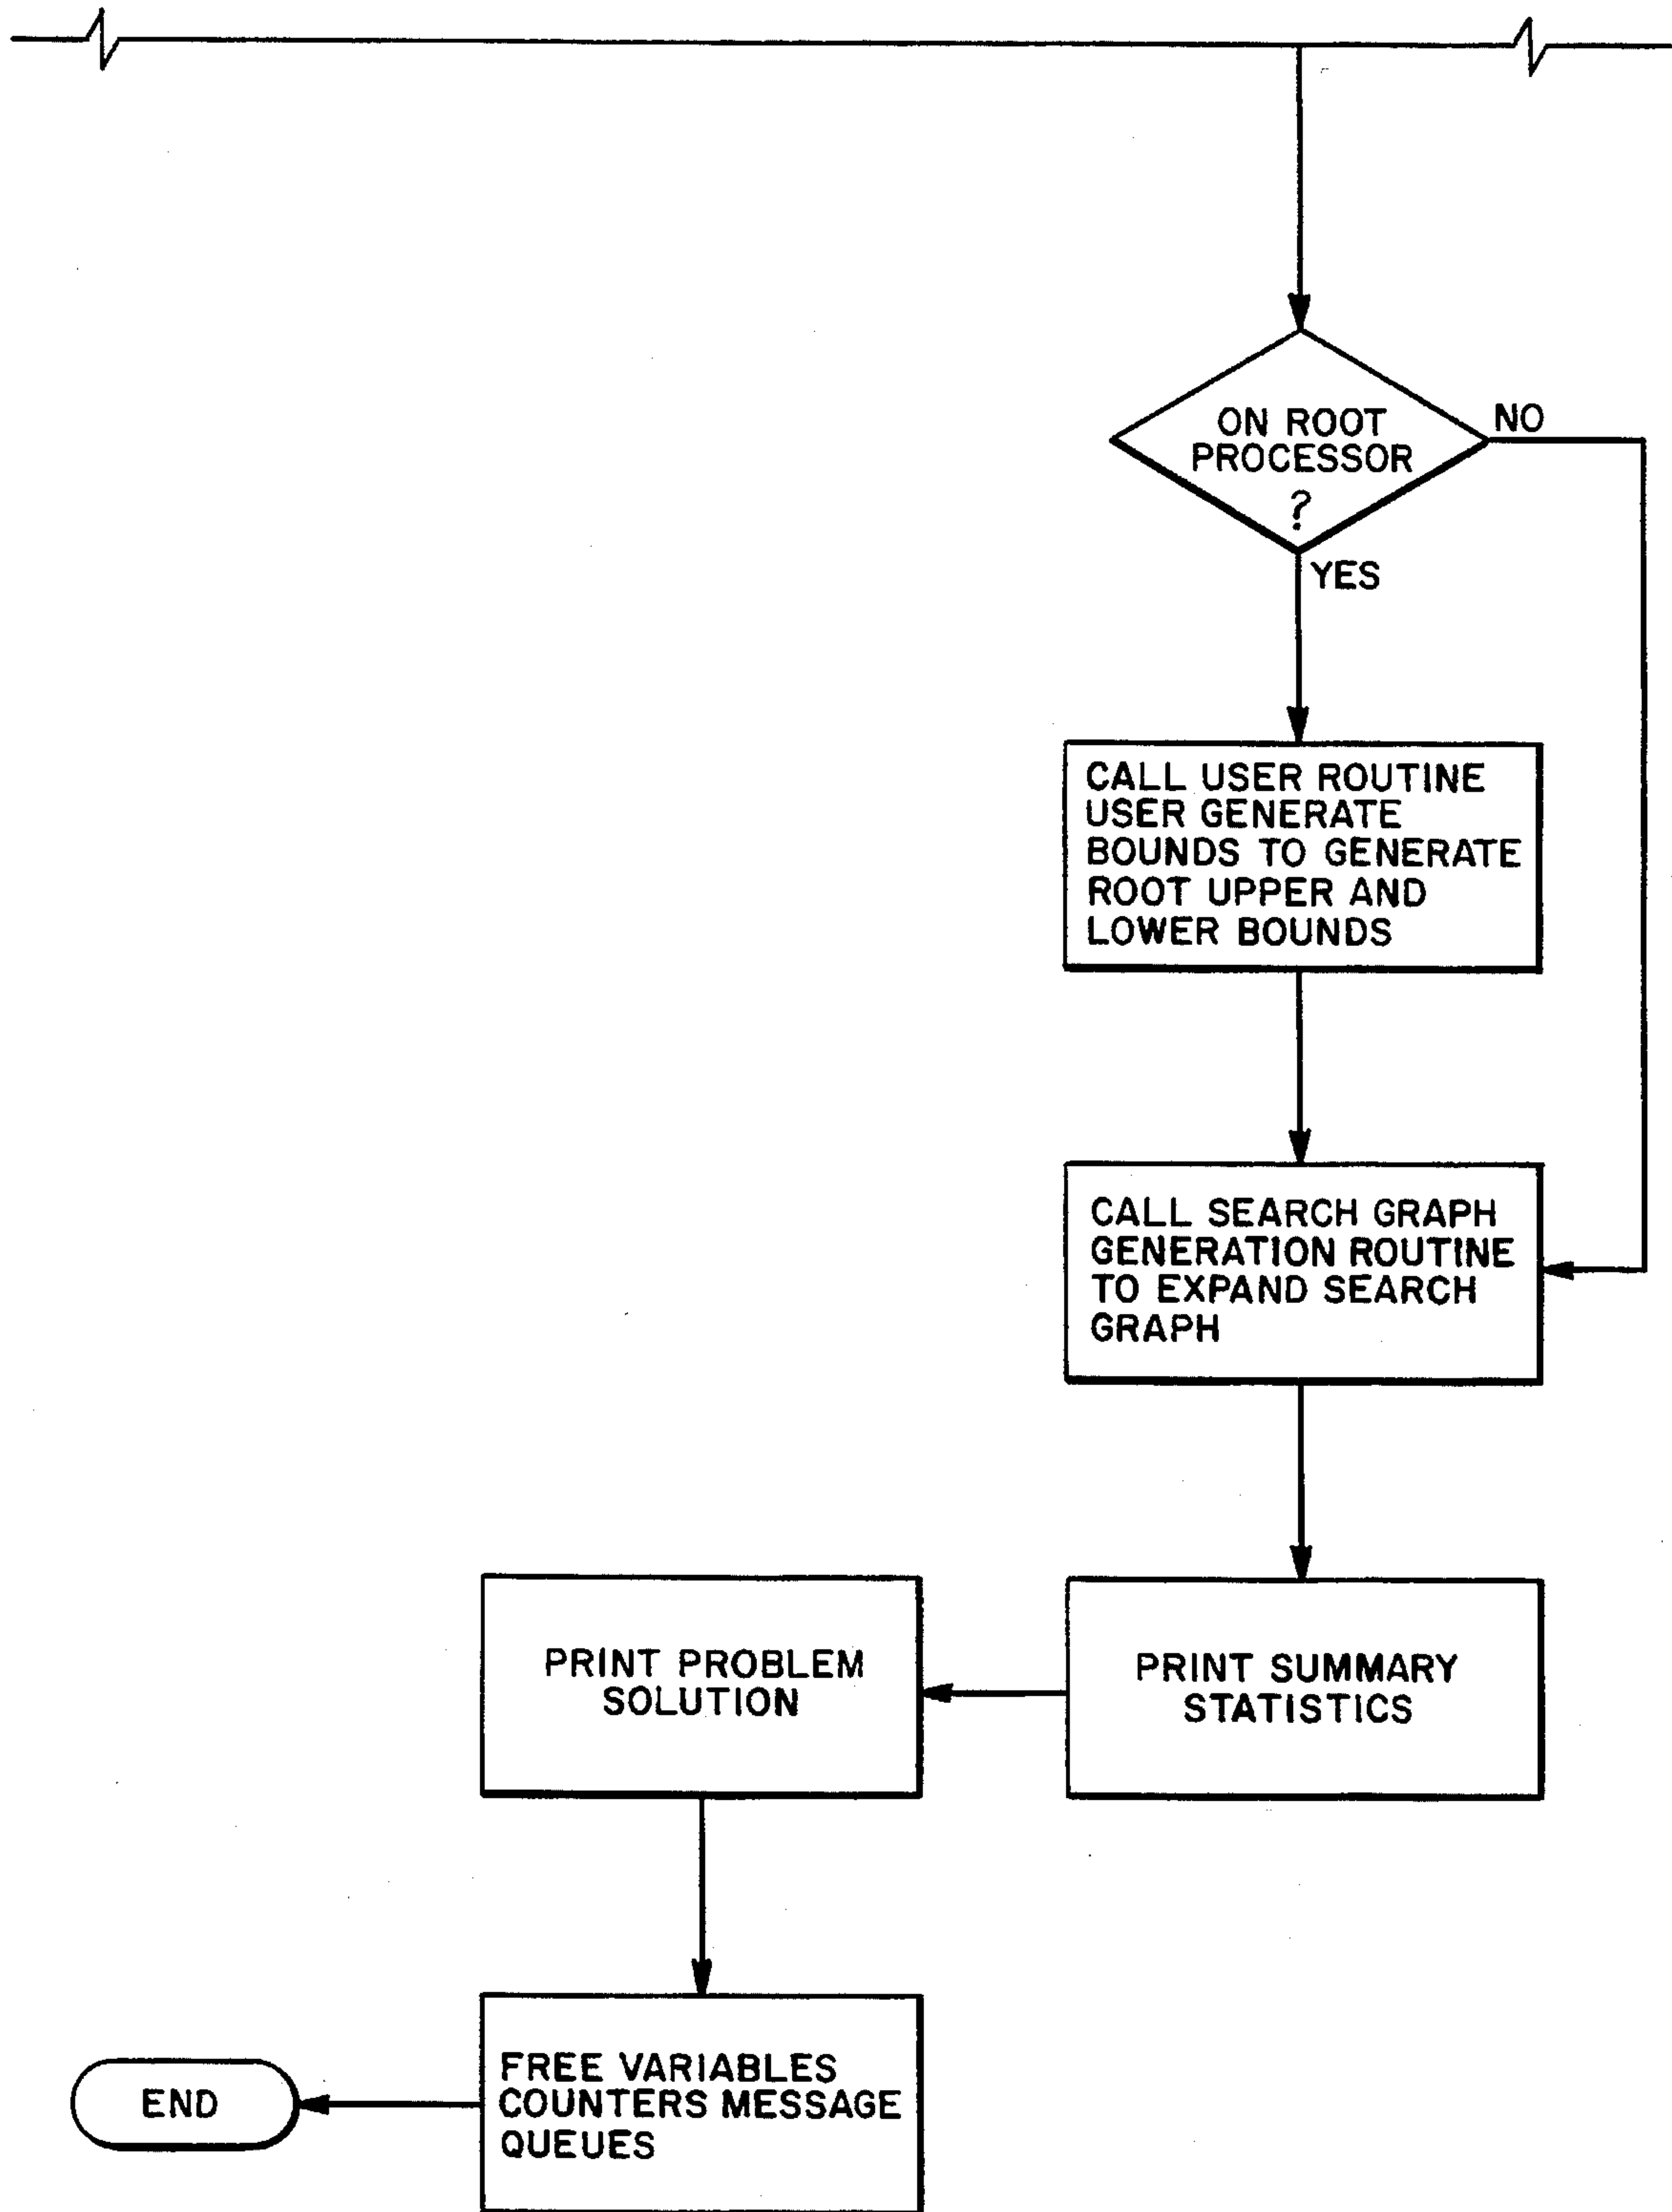 ON ROOT
PROCESSOR
?
NO
YES
CALL USER ROUTINE
USER GENERATE
BOUNDS TO GENERATE
ROOT UPPER AND
LOWER BOUNDS
CALL SEARCH GRAPH
GENERATION ROUTINE
TO EXPAND SEARCH
GRAPH
PRINT PROBLEM
SOLUTION
PRINT SUMMARY
STATISTICS
FREE VARIABLES
COUNTERS MESSAGE
QUEUES
END